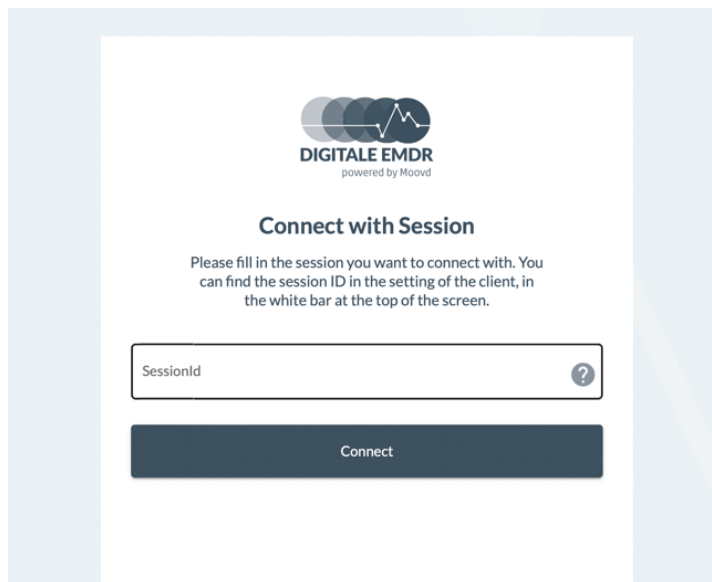 DIGITALE EMDR
powered by Moovd
Connect with Session
Please fill in the session you want to connect with. You
can find the session ID in the setting of the client, in
the white bar at the top of the screen.
SessionId
?
Connect